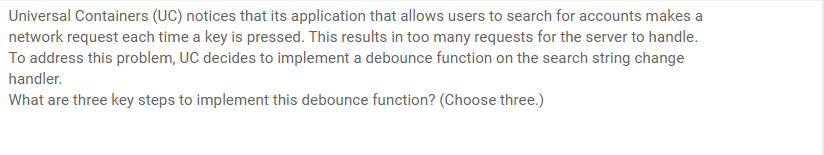 Universal Containers (UC) notices that its application that allows users to search for accounts makes a
network request each time a key is pressed. This results in too many requests for the server to handle.
To address this problem, UC decides to implement a debounce function on the search string change
handler.
What are three key steps to implement this debounce function? (Choose three.)